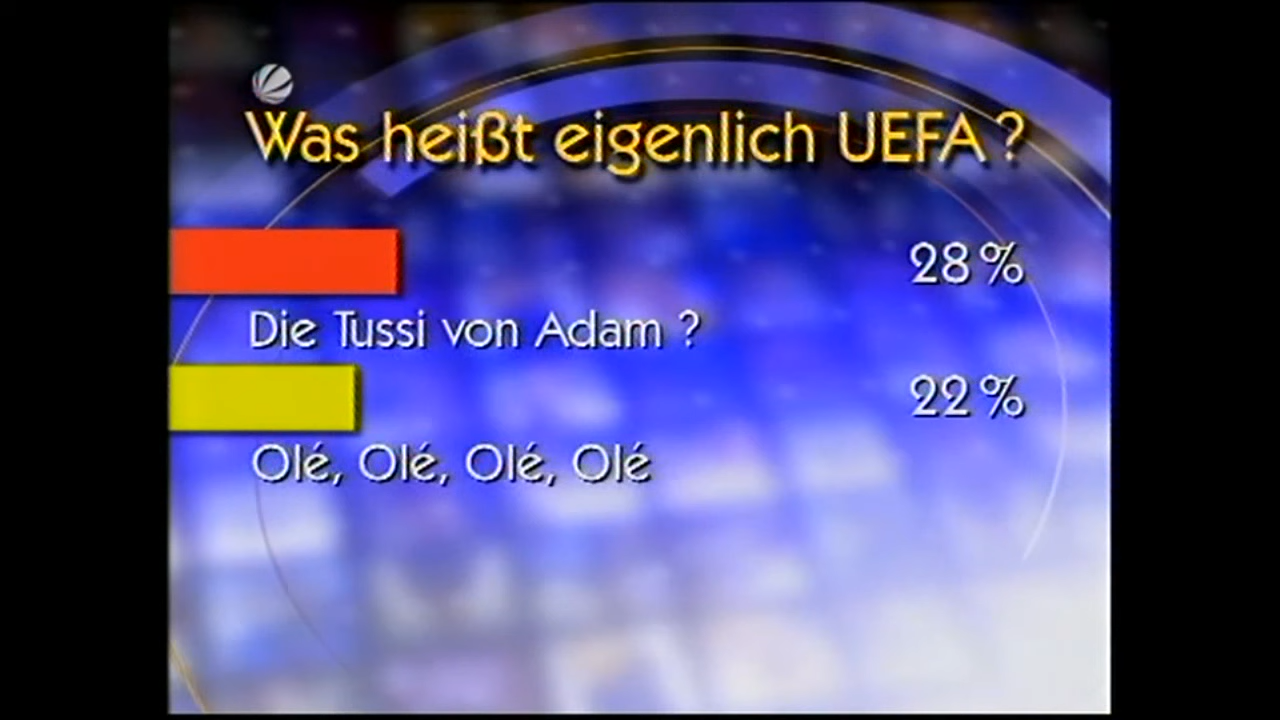 Was heißt eigenlich UEFA ?
28 %
Die Tussi von Adam ?
22 %
Olé, Olé, Olé, Olé